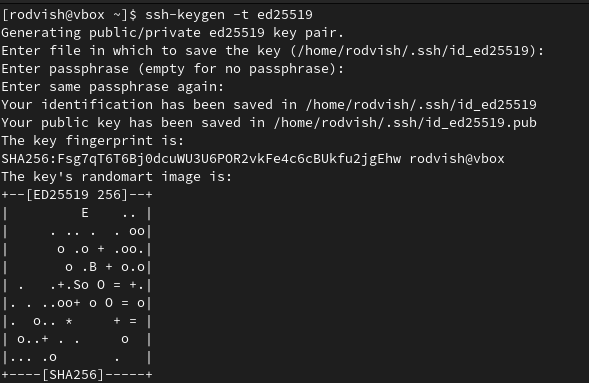 [rodvish@vbox ~]$ ssh-keygen -t ed25519
Generating public/private ed25519 key pair.
Enter file in which to save the key (/home/rodvish/.ssh/id_ed25519):
Enter passphrase (empty for no passphrase):
Enter same passphrase again:
Your identification has been saved in /home/rodvish/.ssh/id_ed25519
Your public key has been saved in /home/rodvish/.ssh/id_ed25519.pub
The key fingerprint is:
SHA256:Fsg7qT6T6Bj0dcuWU3U6POR2vkFe4c6cBUkfu2jgEhw rodvish@vbox
The key's randomart image is:
+--[ED25519 256]--+
|         E    .. |
|     . .. .  . oo|
|      o .o + .oo.|
|       o .B + o.o|
| .   .+.So O = +.|
|. . ..oo+ o O = o|
|.  o.. *     + = |
| o..+ . .     o  |
|... .o       .   |
+----[SHA256]-----+